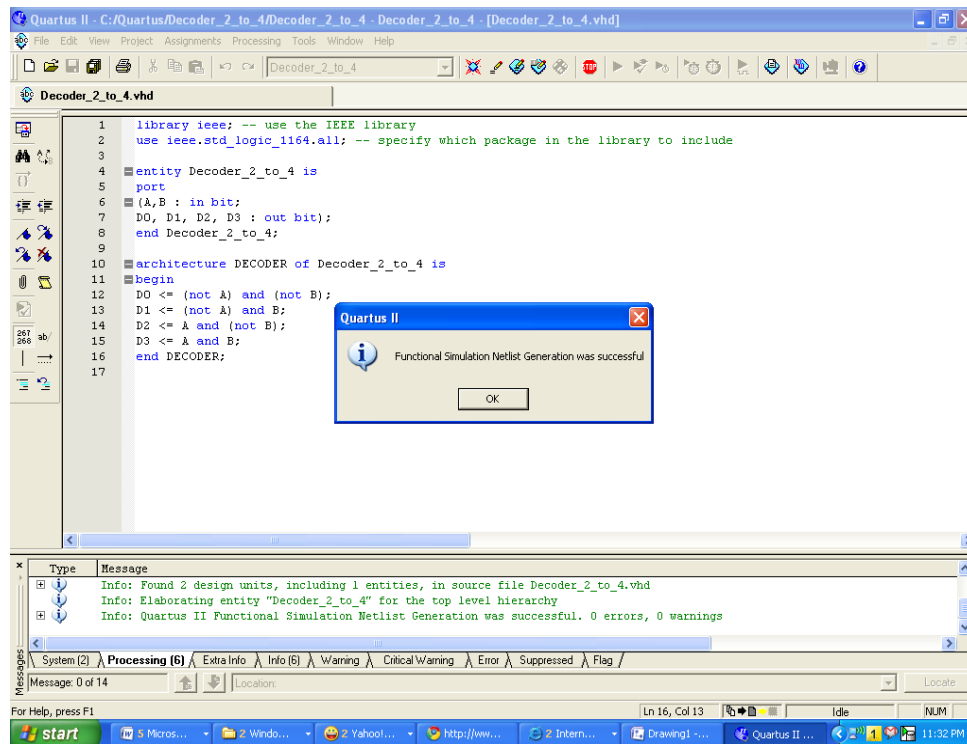 Quartus II - C:/Quartus/Decoder_2_to_4/Decoder_2_to_4 - Decoder_2_to_4 - [Decoder_2_to_4.vhd]
File Edit View Project Assignments Processing Tools Window Help
Decoder_2_to_4
STOP
abc Decoder_2_to_4.vhd
1 library ieee; -- use the IEEE library
2 use ieee.std_logic_1164.all; -- specify which package in the library to include
3
4 entity Decoder_2_to_4 is
5 port
6 (A,B : in bit;
7 D0, D1, D2, D3 : out bit);
8 end Decoder_2_to_4;
9
10 architecture DECODER of Decoder_2_to_4 is
11 begin
12 D0 <= (not A) and (not B);
13 D1 <= (not A) and B;
14 D2 <= A and (not B);
15 D3 <= A and B;
16 end DECODER;
17
267 268 ab/
Quartus II
Functional Simulation Netlist Generation was successful
OK
Type Message
Info: Found 2 design units, including 1 entities, in source file Decoder_2_to_4.vhd
Info: Elaborating entity "Decoder_2_to_4" for the top level hierarchy
Info: Quartus II Functional Simulation Netlist Generation was successful. 0 errors, 0 warnings
System (2) Processing (6) Extra Info Info (6) Warning Critical Warning Error Suppressed Flag
Messages
Message: 0 of 14 Location: Locate
For Help, press F1 Ln 16, Col 13 Idle NUM
start 5 Micros... 2 Windo... 2 Yahoo!... http://ww... 2 Intern... Drawing1 -... Quartus II ... 1 11:32 PM